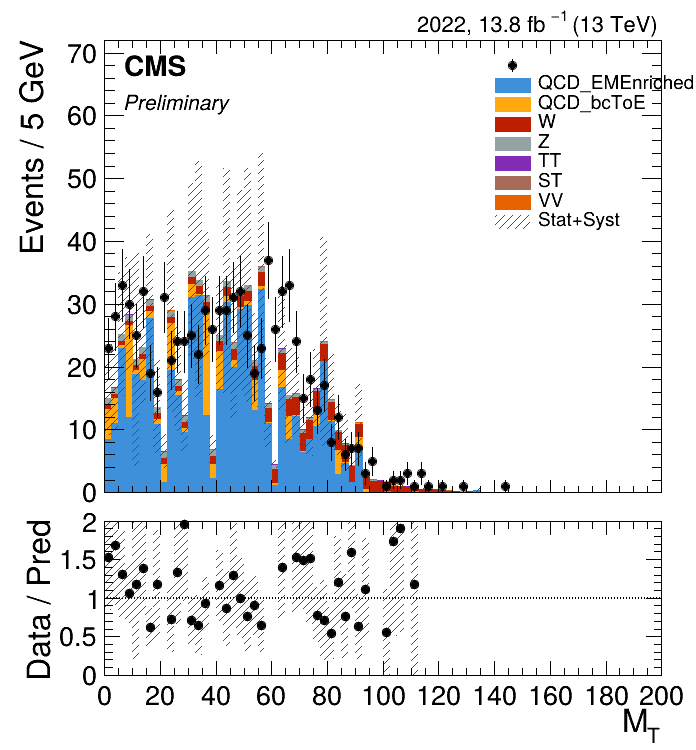 2022, 13.8 fb⁻¹ (13 TeV)
Events / 5 GeV
70
60
50
40
30
20
10
0
CMS
Preliminary
QCD_EMEnriched
QCD_bcToE
W
Z
TT
ST
VV
Stat+Syst
Data / Pred
2
1.5
1
0.5
0
0 20 40 60 80 100 120 140 160 180 200
M_T